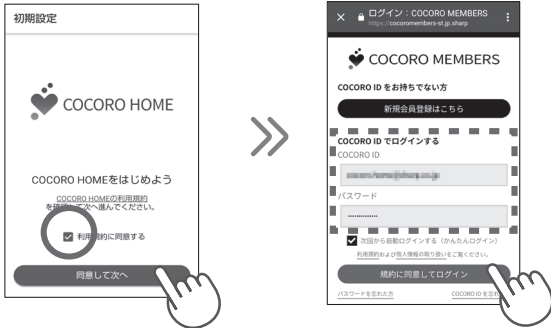 初期設定
COCORO HOME
COCORO HOMEをはじめよう
COCORO HOMEの利用規約
を確認して次へ進んでください。
利用規約に同意する
同意して次へ
ログイン：COCORO MEMBERS
https://cocoromembers-st.jp.sharp
COCORO MEMBERS
COCORO ID をお持ちでない方
新規会員登録はこちら
COCORO ID でログインする
COCORO ID
パスワード
次回から自動ログインする（かんたんログイン）
利用規約および個人情報の取り扱いをご覧ください。
規約に同意してログイン
パスワードを忘れた方
COCORO ID を忘れ